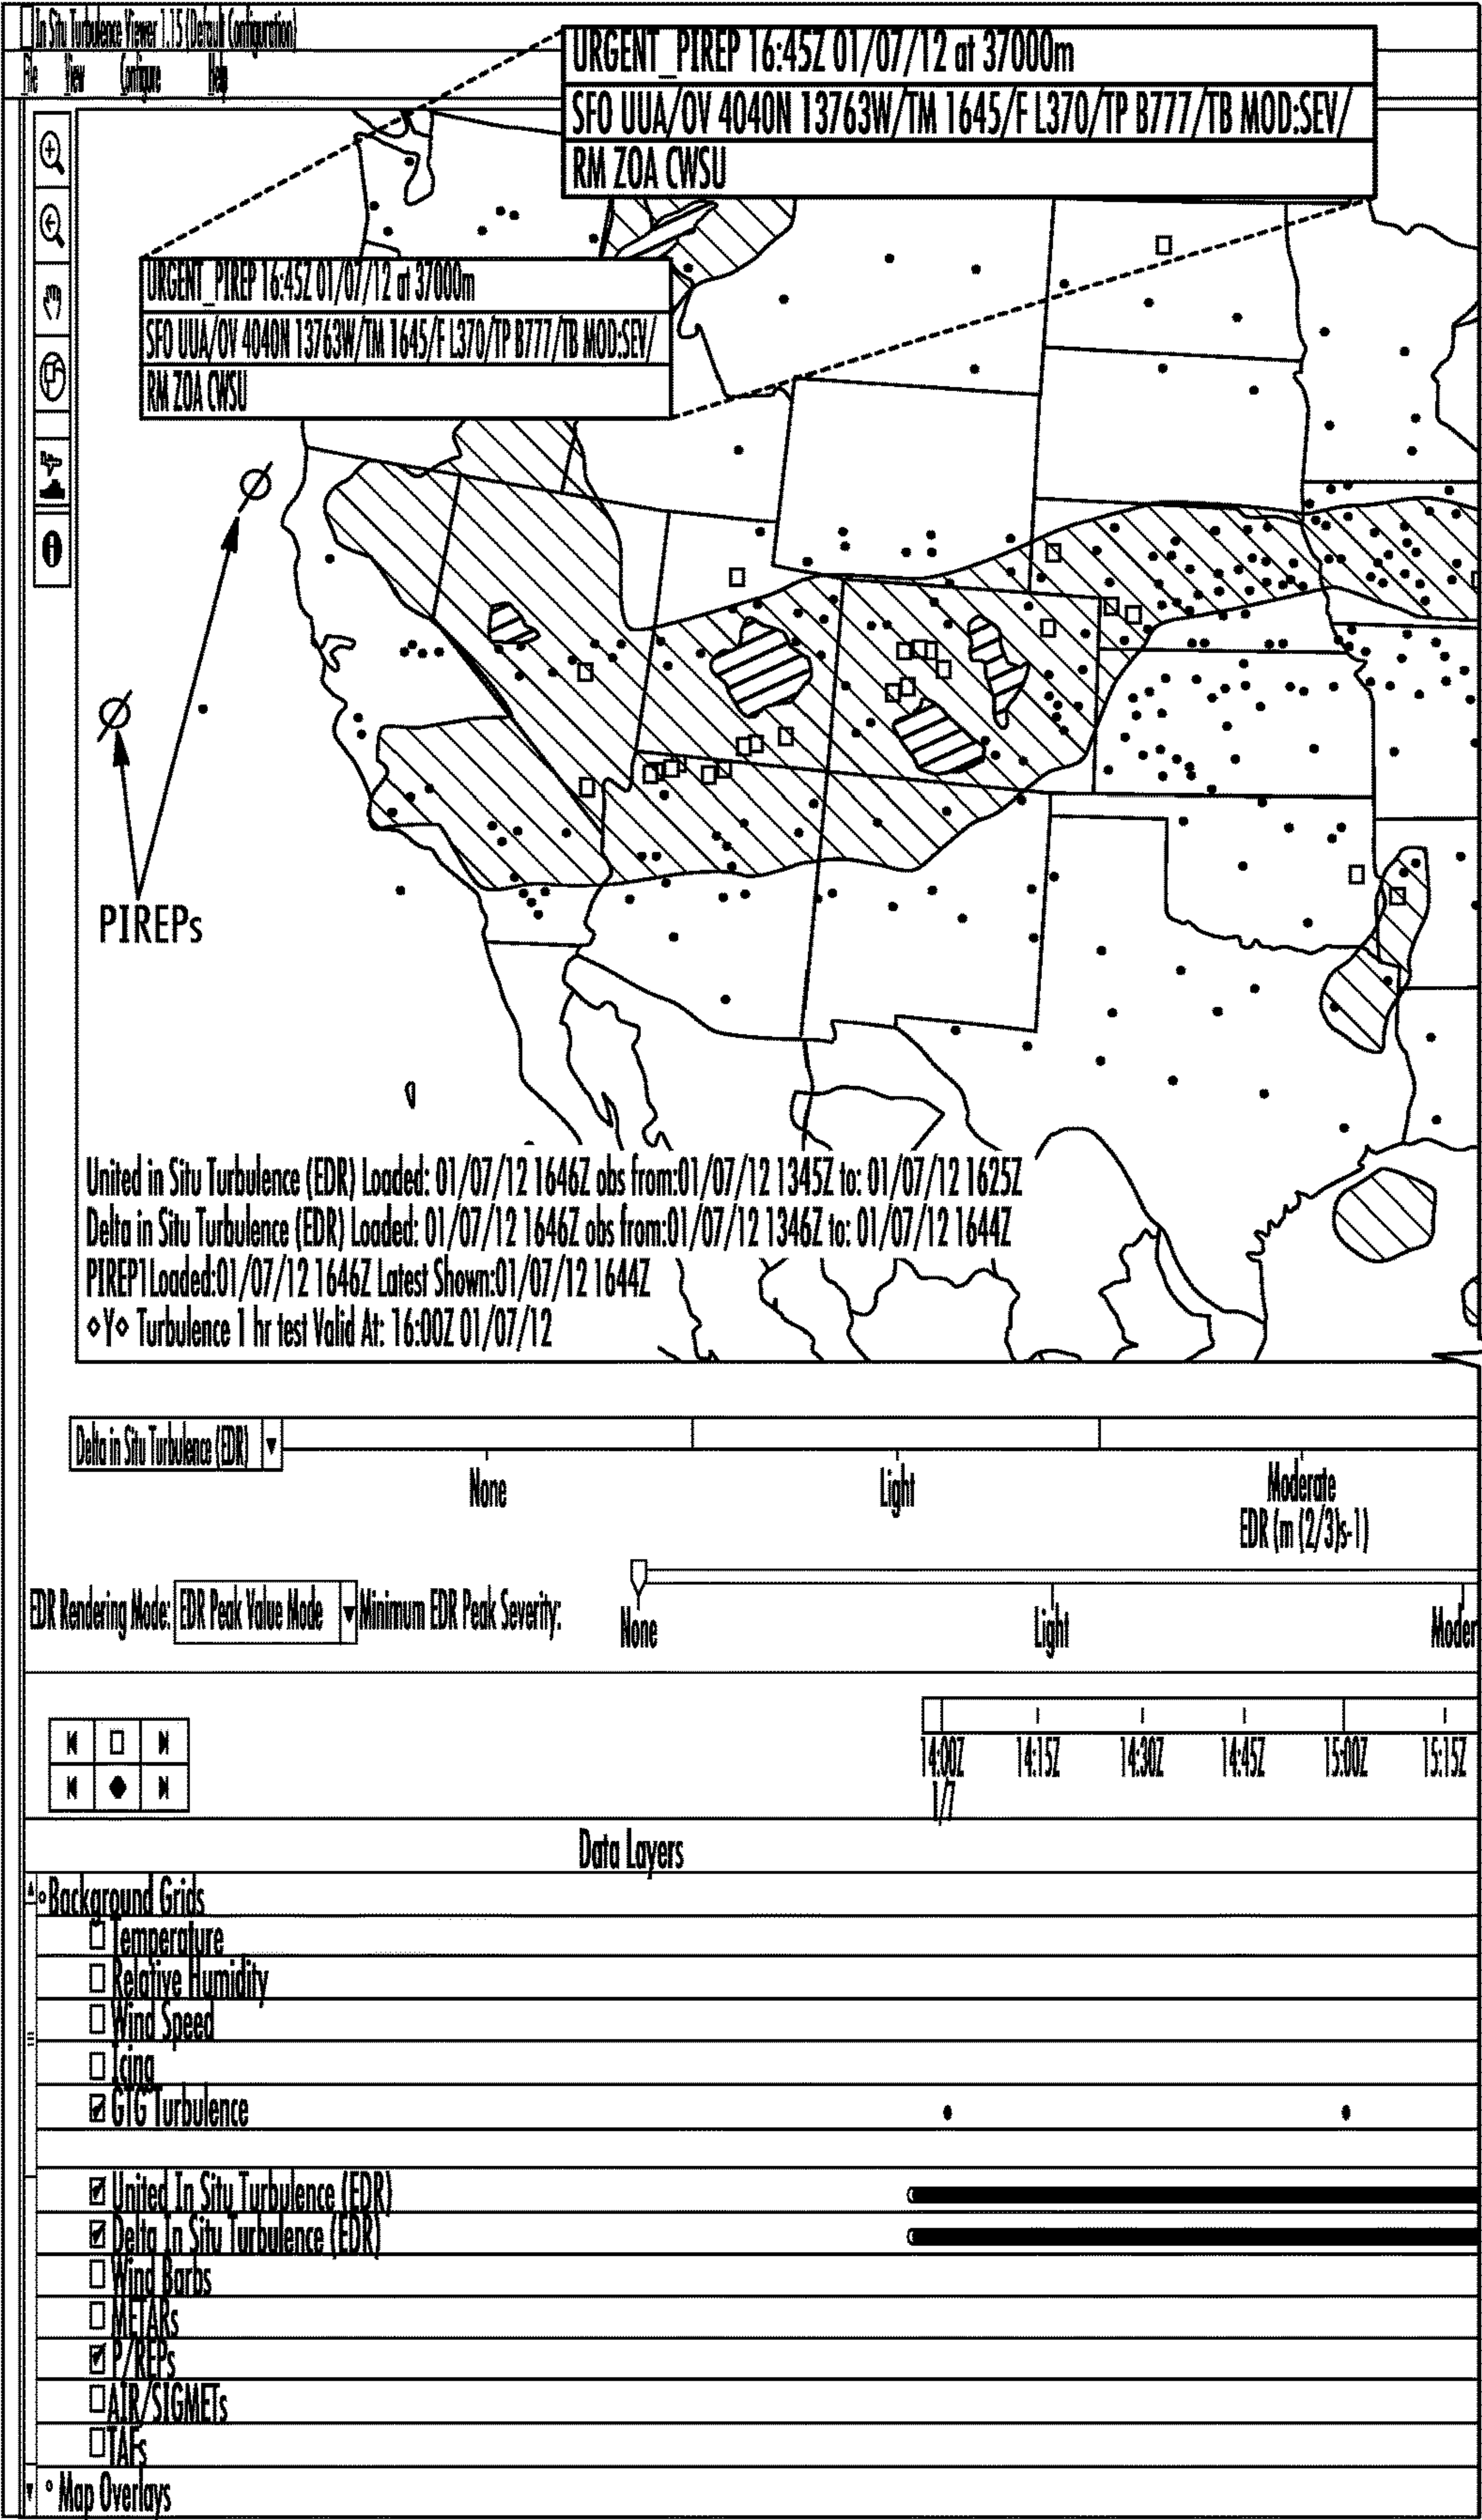 In Situ Turbulence Viewer 1.15 (Default Configuration)
File View Configure Help
URGENT_PIREP 16:45Z 01/07/12 at 37000m
SFO UUA/OV 4040N 13763W/TM 1645/F L370/TP B777/TB MOD:SEV/
RM ZOA CWSU
URGENT_PIREP 16:45Z 01/07/12 at 37000m
SFO UUA/OV 4040N 13763W/TM 1645/F L370/TP B777/TB MOD:SEV/
RM ZOA CWSU
PIREPs
United in Situ Turbulence (EDR) Loaded: 01/07/12 1646Z obs from:01/07/12 1345Z to: 01/07/12 1625Z
Delta in Situ Turbulence (EDR) Loaded: 01/07/12 1646Z obs from:01/07/12 1346Z to: 01/07/12 1644Z
PIREP1Loaded:01/07/12 1646Z Latest Shown:01/07/12 1644Z
⋄Y⋄ Turbulence 1 hr test Valid At: 16:00Z 01/07/12
Delta in Situ Turbulence (EDR)
None Light Moderate
EDR (m (2/3)s-1)
EDR Rendering Mode: EDR Peak Value Mode Minimum EDR Peak Severity:
None Light Moder
14:00Z 14:15Z 14:30Z 14:45Z 15:00Z 15:15Z
1/7
Data Layers
Background Grids
Temperature
Relative Humidity
Wind Speed
Icing
GTG Turbulence
United In Situ Turbulence (EDR)
Delta In Situ Turbulence (EDR)
Wind Barbs
METARs
P/REPs
AIR/SIGMETs
TAFs
Map Overlays